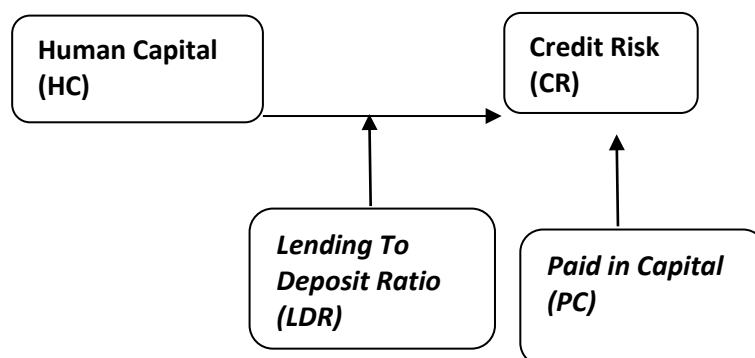 Human Capital
(HC)
Credit Risk
(CR)
Lending To
Deposit Ratio
(LDR)
Paid in Capital
(PC)